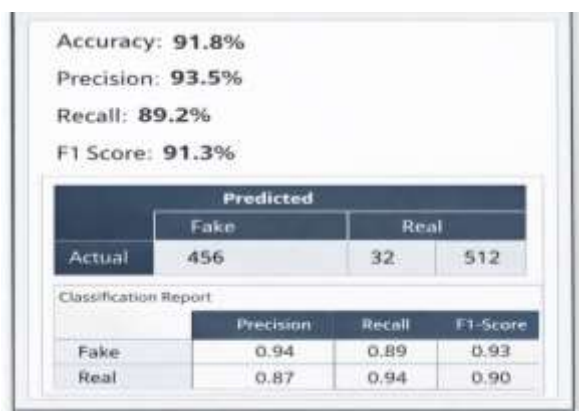 Accuracy: 91.8%
Precision: 93.5%
Recall: 89.2%
F1 Score: 91.3%
Predicted
Fake Real
Actual 456 32 512
Classification Report
Precision Recall F1-Score
Fake 0.94 0.89 0.93
Real 0.87 0.94 0.90